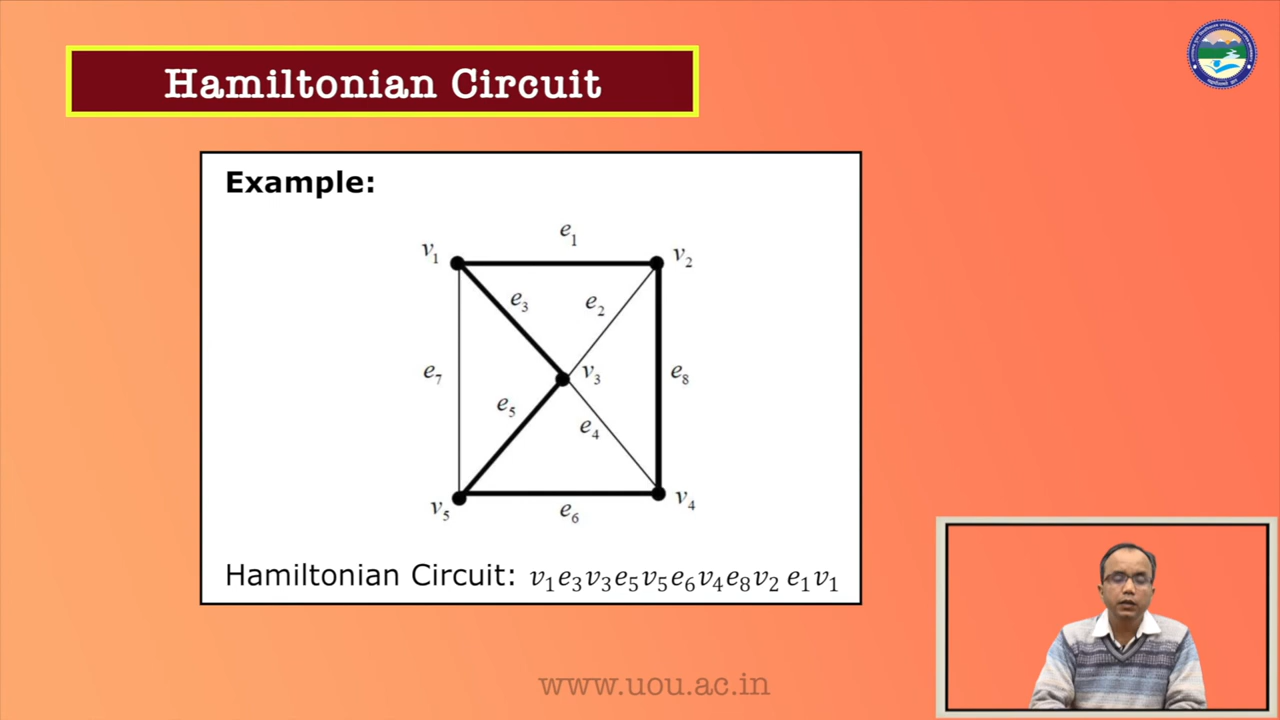 Hamiltonian Circuit
Example:
e₁
v₁
v₂
e₃
e₂
e₇
v₃
e₈
e₅
e₄
v₅
v₄
e₆
Hamiltonian Circuit: v₁e₃v₃e₅v₅e₆v₄e₈v₂ e₁v₁
www.uou.ac.in